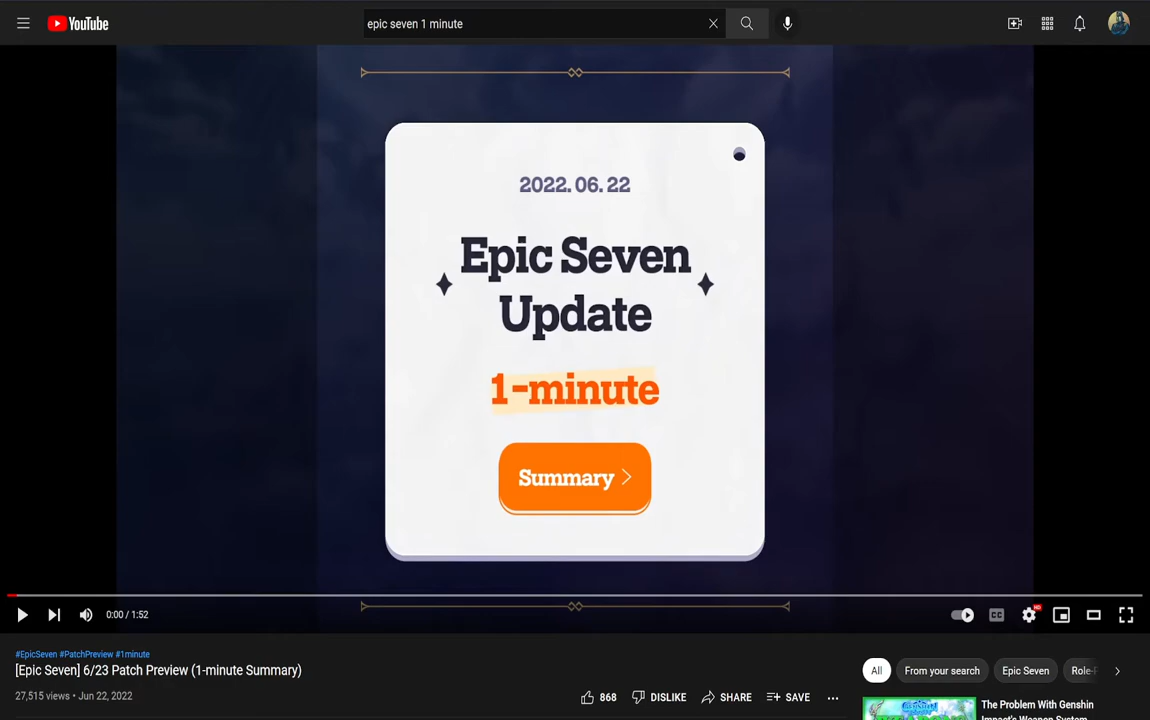 YouTube
epic seven 1 minute
2022. 06. 22
Epic Seven
Update
1-minute
Summary
0:00 / 1:52
CC
HD
#EpicSeven #PatchPreview #1minute
[Epic Seven] 6/23 Patch Preview (1-minute Summary)
27,515 views • Jun 22, 2022
868
DISLIKE
SHARE
SAVE
All
From your search
Epic Seven
The Problem With Genshin
Impact's Weapon System